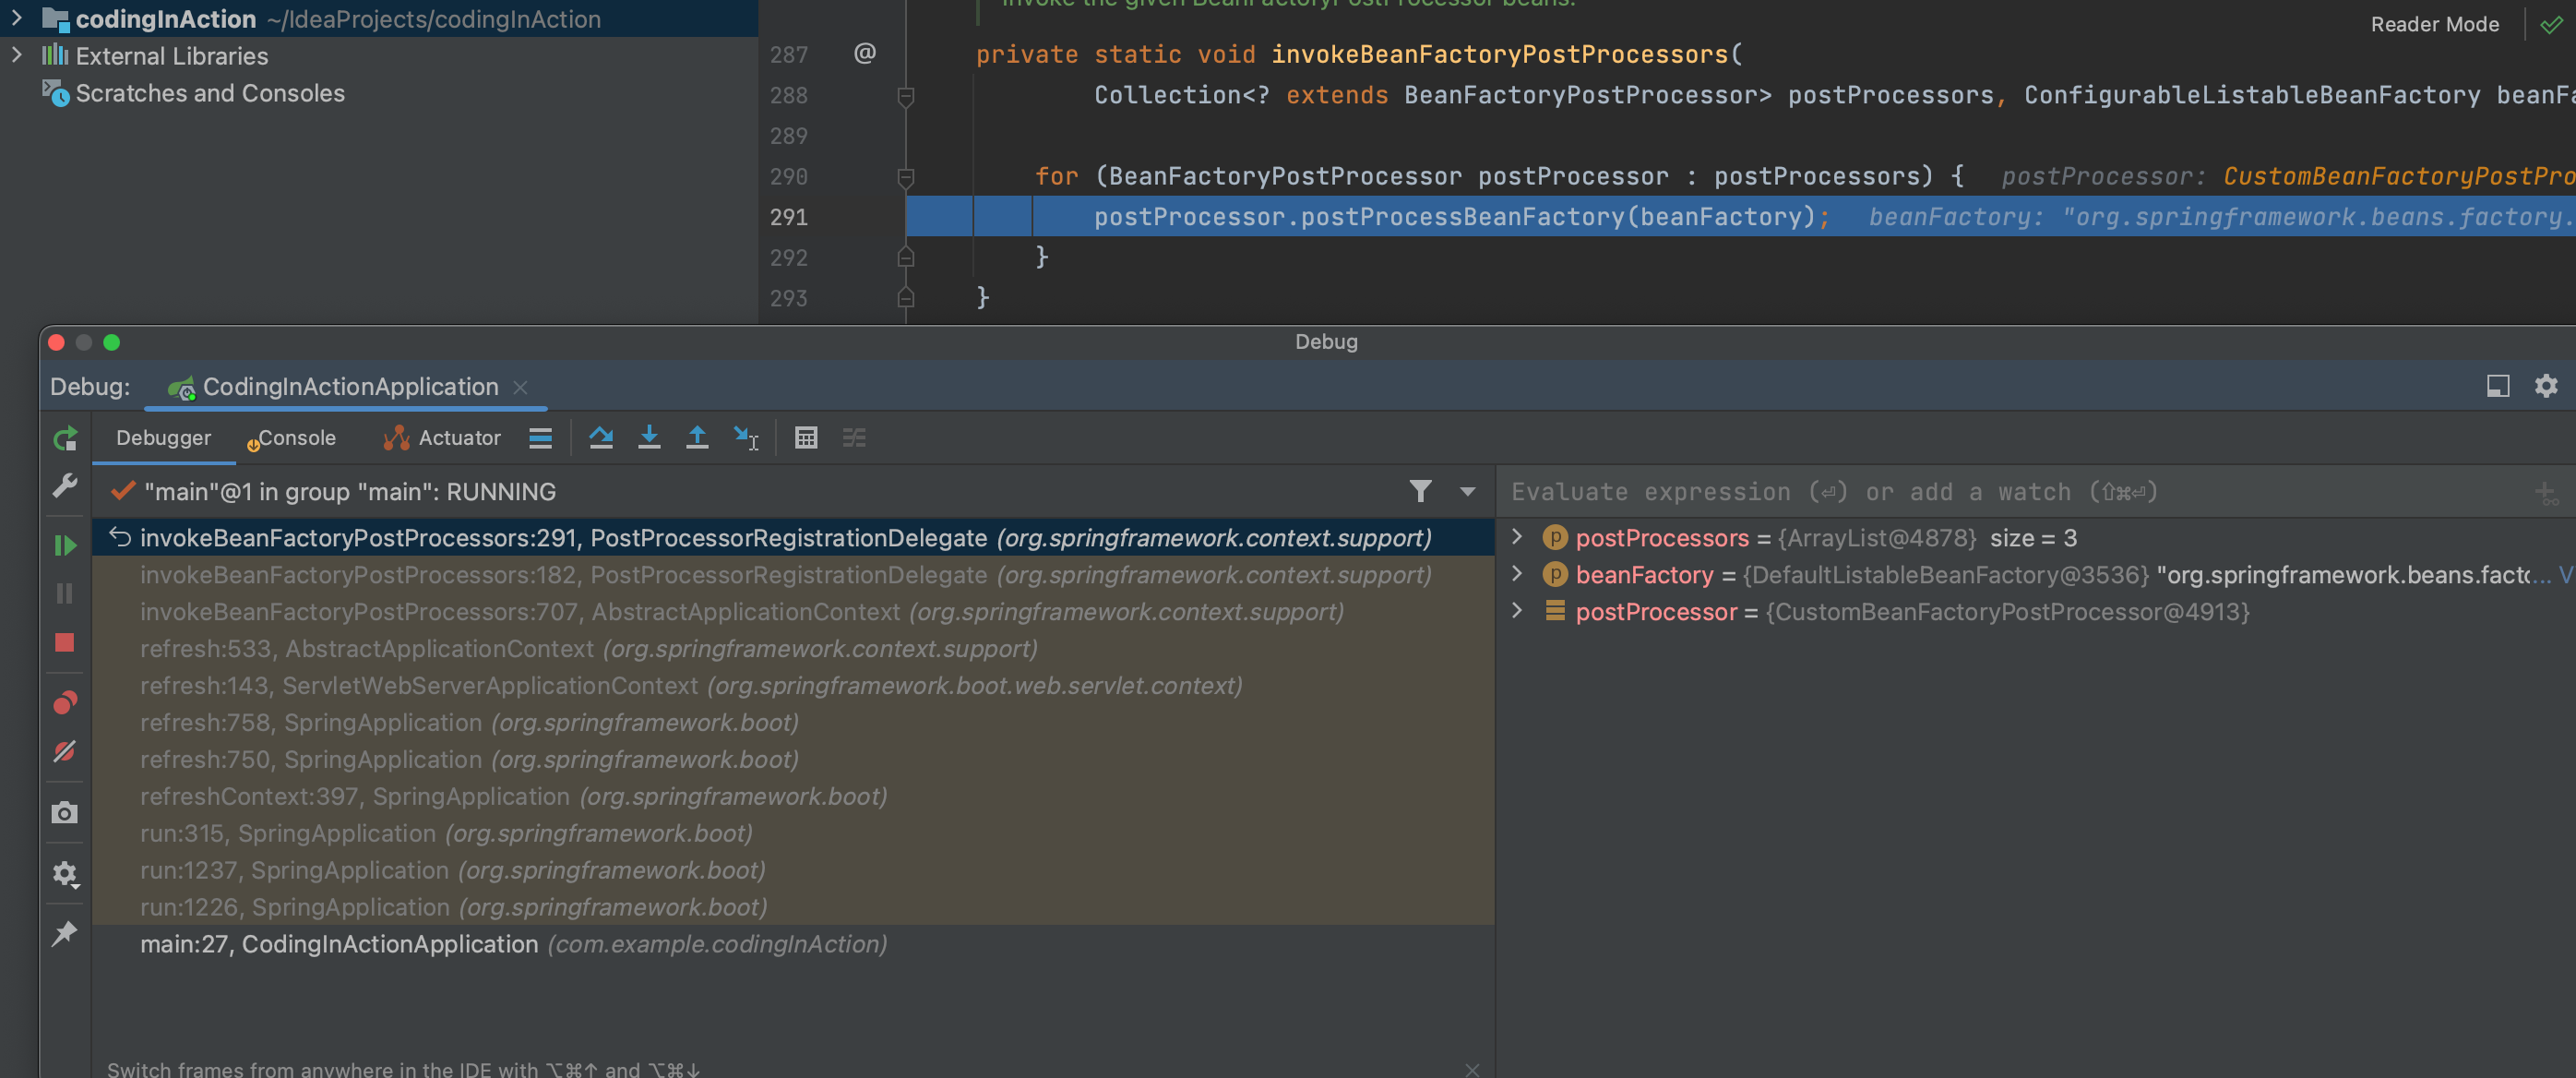 codingInAction ~/IdeaProjects/codingInAction
External Libraries
Scratches and Consoles
Invoke the given BeanFactoryPostProcessor beans.
Reader Mode
287 @ private static void invokeBeanFactoryPostProcessors(
288 Collection<? extends BeanFactoryPostProcessor> postProcessors, ConfigurableListableBeanFactory beanFa
289
290 for (BeanFactoryPostProcessor postProcessor : postProcessors) { postProcessor: CustomBeanFactoryPostPro
291 postProcessor.postProcessBeanFactory(beanFactory); beanFactory: "org.springframework.beans.factory.
292 }
293 }
Debug
Debug: CodingInActionApplication
Debugger Console Actuator
"main"@1 in group "main": RUNNING
Evaluate expression (⏎) or add a watch (⇧⌘⏎)
invokeBeanFactoryPostProcessors:291, PostProcessorRegistrationDelegate (org.springframework.context.support)
invokeBeanFactoryPostProcessors:182, PostProcessorRegistrationDelegate (org.springframework.context.support)
invokeBeanFactoryPostProcessors:707, AbstractApplicationContext (org.springframework.context.support)
refresh:533, AbstractApplicationContext (org.springframework.context.support)
refresh:143, ServletWebServerApplicationContext (org.springframework.boot.web.servlet.context)
refresh:758, SpringApplication (org.springframework.boot)
refresh:750, SpringApplication (org.springframework.boot)
refreshContext:397, SpringApplication (org.springframework.boot)
run:315, SpringApplication (org.springframework.boot)
run:1237, SpringApplication (org.springframework.boot)
run:1226, SpringApplication (org.springframework.boot)
main:27, CodingInActionApplication (com.example.codingInAction)
p postProcessors = {ArrayList@4878} size = 3
p beanFactory = {DefaultListableBeanFactory@3536} "org.springframework.beans.factc... V
postProcessor = {CustomBeanFactoryPostProcessor@4913}
Switch frames from anywhere in the IDE with ⌥⌘↑ and ⌥⌘↓